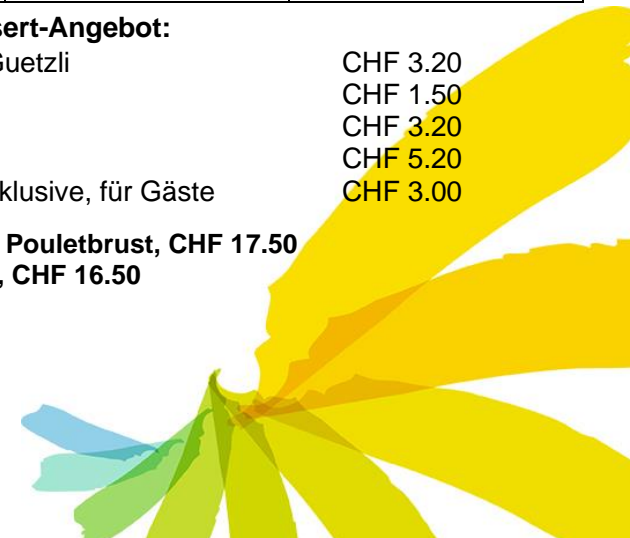 sert-Angebot:
Guetzli CHF 3.20
CHF 1.50
CHF 3.20
CHF 5.20
klusive, für Gäste CHF 3.00
Pouletbrust, CHF 17.50
, CHF 16.50